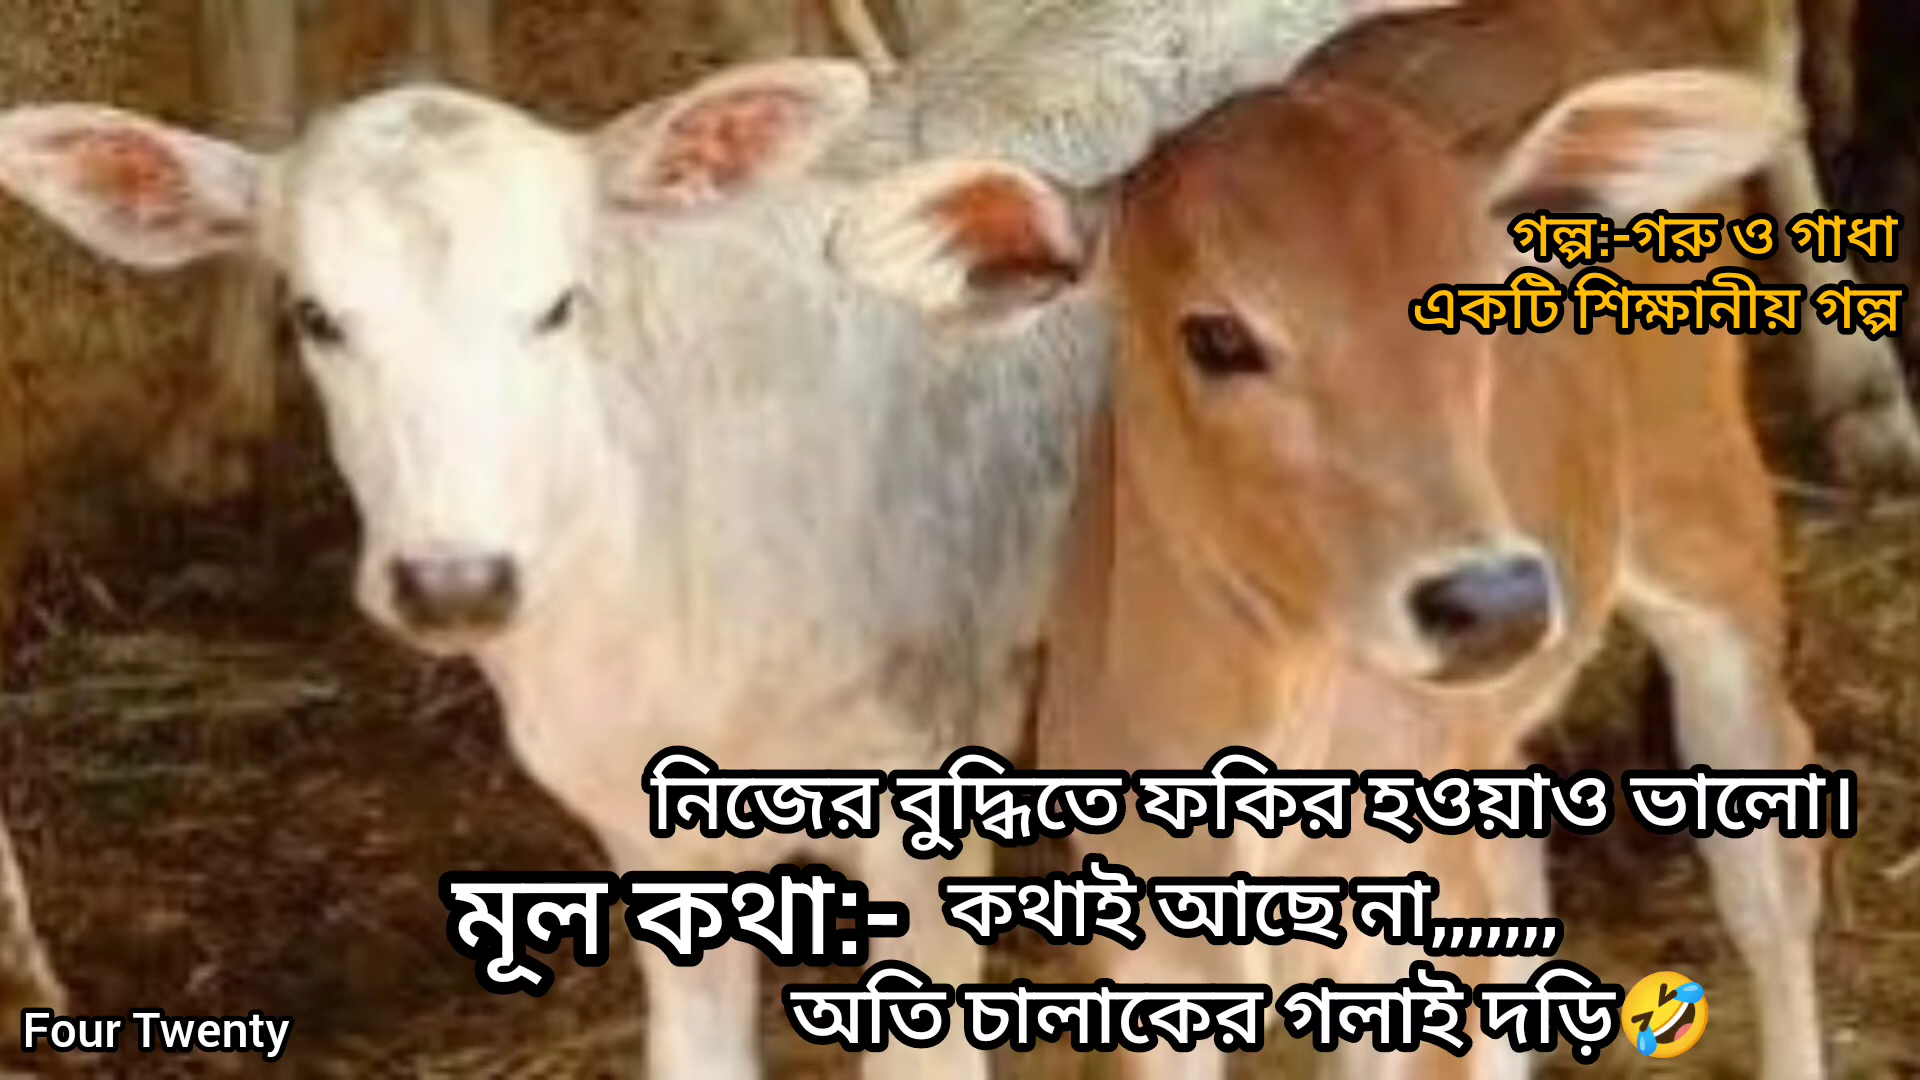 গল্প:-গরু ও গাধা
একটি শিক্ষানীয় গল্প
নিজের বুদ্ধিতে ফকির হওয়াও ভালো।
মূল কথা:- কথাই আছে না,,,,,,,
অতি চালাকের গলাই দড়ি🤣
Four Twenty